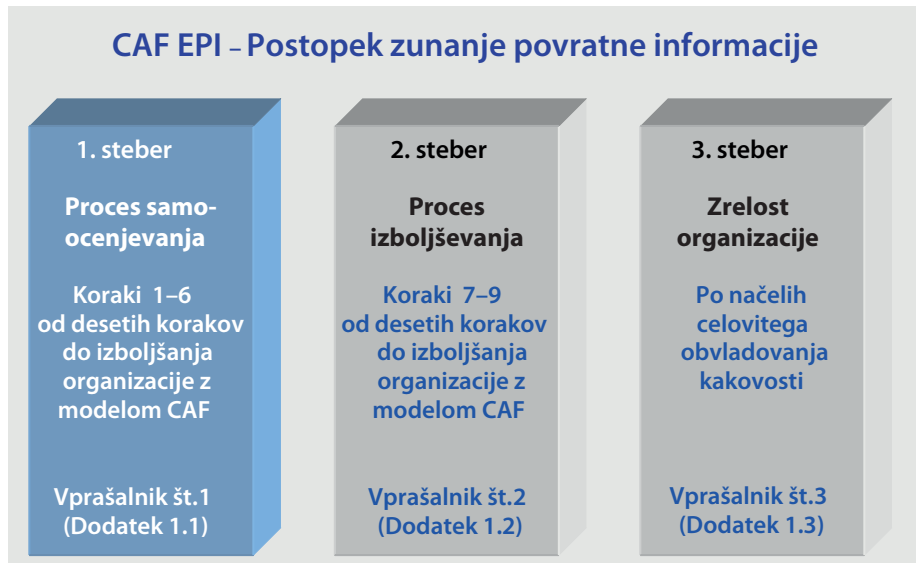 CAF EPI – Postopek zunanje povratne informacije
1. steber
Proces samo-
ocenjevanja
Koraki 1–6
od desetih korakov
do izboljšanja
organizacije z
modelom CAF
Vprašalnik št.1
(Dodatek 1.1)
2. steber
Proces
izboljševanja
Koraki 7–9
od desetih korakov
do izboljšanja
organizacije z
modelom CAF
Vprašalnik št.2
(Dodatek 1.2)
3. steber
Zrelost
organizacije
Po načelih
celovitega
obvladovanja
kakovosti
Vprašalnik št.3
(Dodatek 1.3)